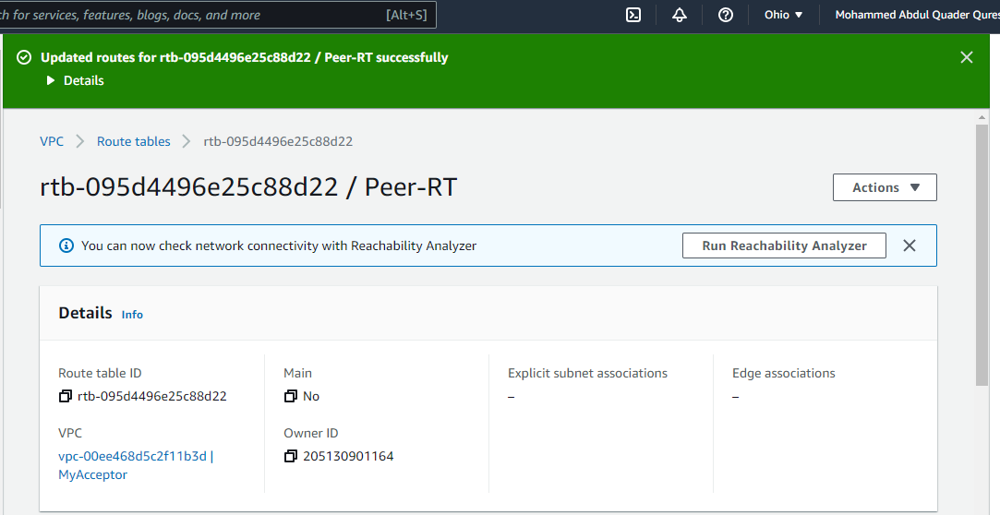 ch for services, features, blogs, docs, and more [Alt+S] Ohio ▼ Mohammed Abdul Quader Qures
Updated routes for rtb-095d4496e25c88d22 / Peer-RT successfully
Details
VPC > Route tables > rtb-095d4496e25c88d22
rtb-095d4496e25c88d22 / Peer-RT Actions ▼
You can now check network connectivity with Reachability Analyzer Run Reachability Analyzer
Details Info
Route table ID
rtb-095d4496e25c88d22
Main
No
Explicit subnet associations
–
Edge associations
–
VPC
vpc-00ee468d5c2f11b3d |
MyAcceptor
Owner ID
205130901164